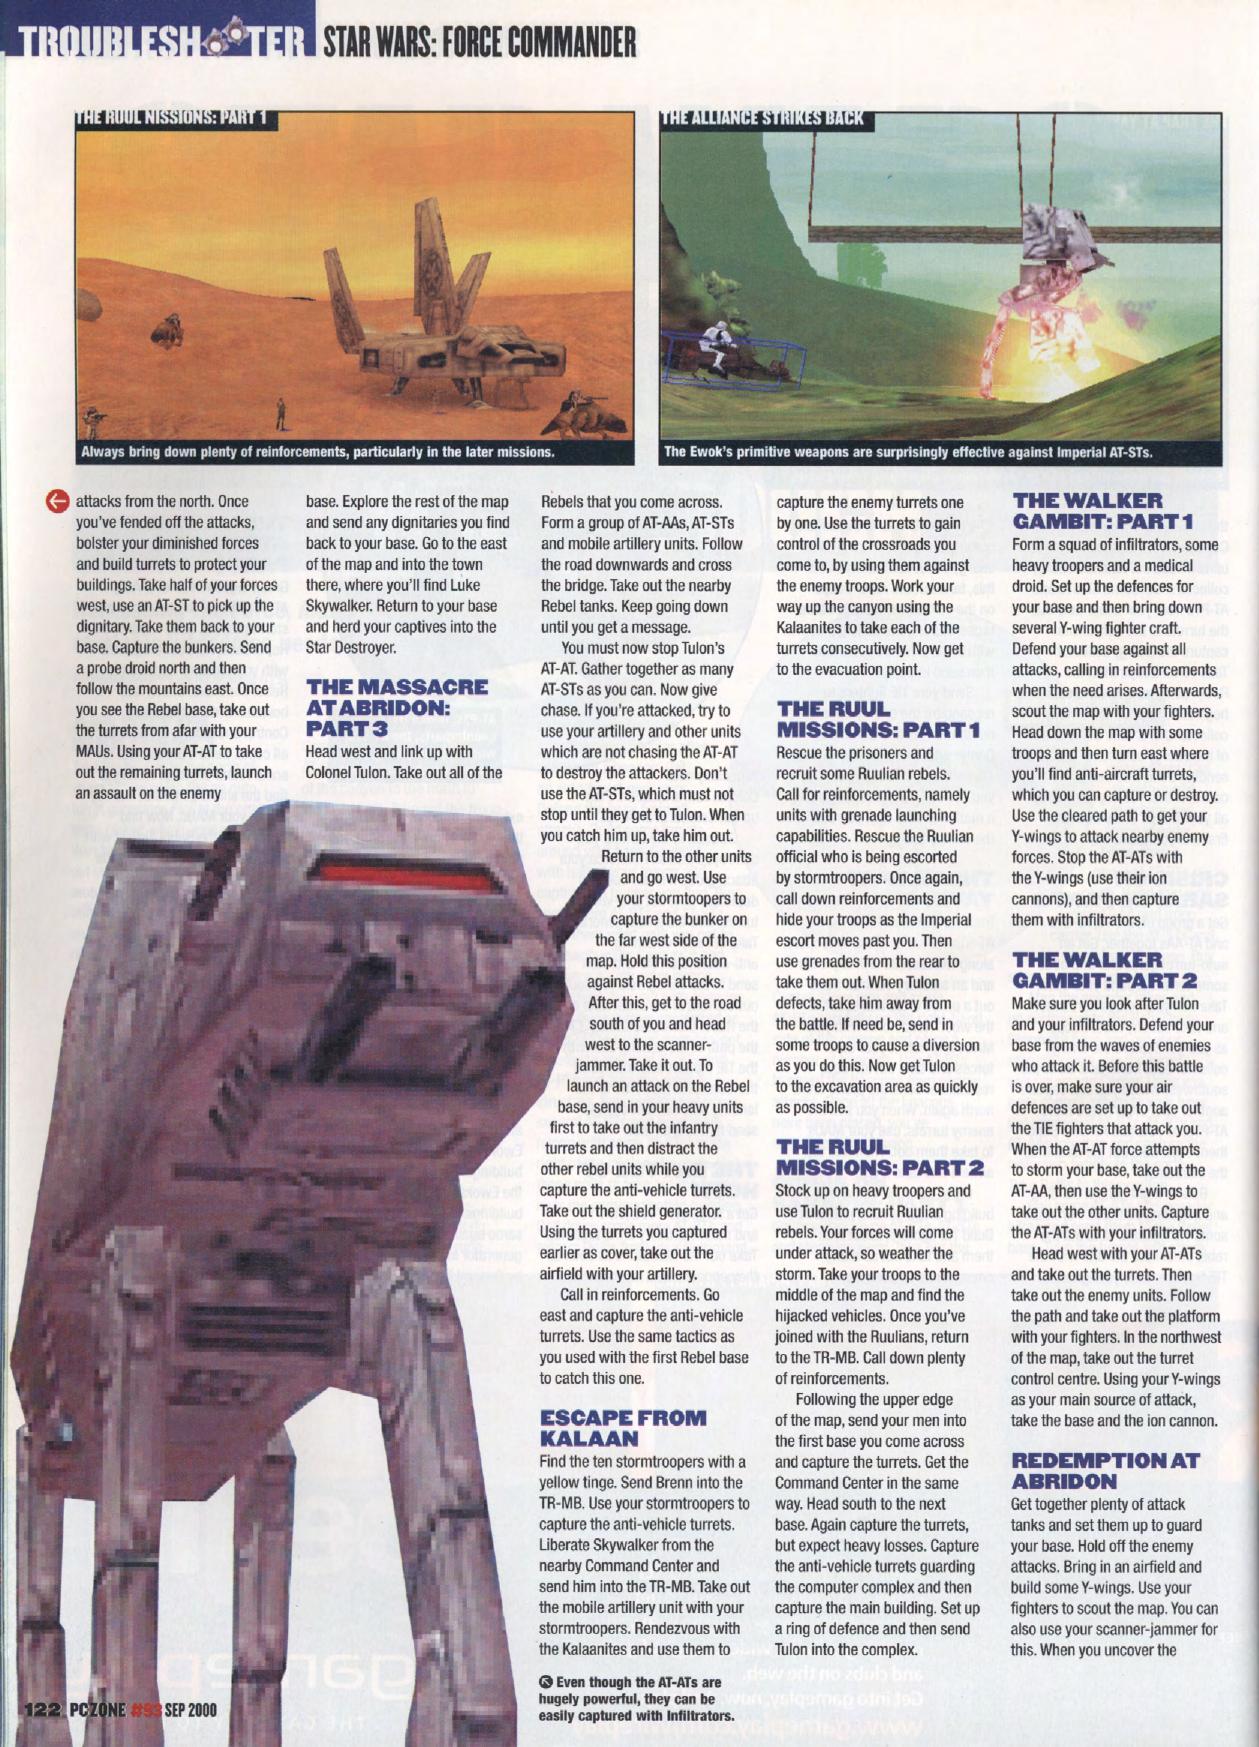 TROUBLESHOOTER STAR WARS: FORCE COMMANDER
THE RUUL NISSIONS: PART 1
Always bring down plenty of reinforcements, particularly in the later missions.
THE ALLIANCE STRIKES BACK
The Ewok's primitive weapons are surprisingly effective against Imperial AT-STs.
attacks from the north. Once
you've fended off the attacks,
bolster your diminished forces
and build turrets to protect your
buildings. Take half of your forces
west, use an AT-ST to pick up the
dignitary. Take them back to your
base. Capture the bunkers. Send
a probe droid north and then
follow the mountains east. Once
you see the Rebel base, take out
the turrets from afar with your
MAUs. Using your AT-AT to take
out the remaining turrets, launch
an assault on the enemy
base. Explore the rest of the map
and send any dignitaries you find
back to your base. Go to the east
of the map and into the town
there, where you'll find Luke
Skywalker. Return to your base
and herd your captives into the
Star Destroyer.
THE MASSACRE
AT ABRIDON:
PART 3
Head west and link up with
Colonel Tulon. Take out all of the
Rebels that you come across.
Form a group of AT-AAs, AT-STs
and mobile artillery units. Follow
the road downwards and cross
the bridge. Take out the nearby
Rebel tanks. Keep going down
until you get a message.
You must now stop Tulon's
AT-AT. Gather together as many
AT-STs as you can. Now give
chase. If you're attacked, try to
use your artillery and other units
which are not chasing the AT-AT
to destroy the attackers. Don't
use the AT-STs, which must not
stop until they get to Tulon. When
you catch him up, take him out.
Return to the other units
and go west. Use
your stormtoopers to
capture the bunker on
the far west side of the
map. Hold this position
against Rebel attacks.
After this, get to the road
south of you and head
west to the scanner-
jammer. Take it out. To
launch an attack on the Rebel
base, send in your heavy units
first to take out the infantry
turrets and then distract the
other rebel units while you
capture the anti-vehicle turrets.
Take out the shield generator.
Using the turrets you captured
earlier as cover, take out the
airfield with your artillery.
Call in reinforcements. Go
east and capture the anti-vehicle
turrets. Use the same tactics as
you used with the first Rebel base
to catch this one.
ESCAPE FROM
KALAAN
Find the ten stormtroopers with a
yellow tinge. Send Brenn into the
TR-MB. Use your stormtroopers to
capture the anti-vehicle turrets.
Liberate Skywalker from the
nearby Command Center and
send him into the TR-MB. Take out
the mobile artillery unit with your
stormtroopers. Rendezvous with
the Kalaanites and use them to
Even though the AT-ATs are
hugely powerful, they can be
easily captured with Infiltrators.
capture the enemy turrets one
by one. Use the turrets to gain
control of the crossroads you
come to, by using them against
the enemy troops. Work your
way up the canyon using the
Kalaanites to take each of the
turrets consecutively. Now get
to the evacuation point.
THE RUUL
MISSIONS: PART 1
Rescue the prisoners and
recruit some Ruulian rebels.
Call for reinforcements, namely
units with grenade launching
capabilities. Rescue the Ruulian
official who is being escorted
by stormtroopers. Once again,
call down reinforcements and
hide your troops as the Imperial
escort moves past you. Then
use grenades from the rear to
take them out. When Tulon
defects, take him away from
the battle. If need be, send in
some troops to cause a diversion
as you do this. Now get Tulon
to the excavation area as quickly
as possible.
THE RUUL
MISSIONS: PART 2
Stock up on heavy troopers and
use Tulon to recruit Ruulian
rebels. Your forces will come
under attack, so weather the
storm. Take your troops to the
middle of the map and find the
hijacked vehicles. Once you've
joined with the Ruulians, return
to the TR-MB. Call down plenty
of reinforcements.
Following the upper edge
of the map, send your men into
the first base you come across
and capture the turrets. Get the
Command Center in the same
way. Head south to the next
base. Again capture the turrets,
but expect heavy losses. Capture
the anti-vehicle turrets guarding
the computer complex and then
capture the main building. Set up
a ring of defence and then send
Tulon into the complex.
THE WALKER
GAMBIT: PART 1
Form a squad of infiltrators, some
heavy troopers and a medical
droid. Set up the defences for
your base and then bring down
several Y-wing fighter craft.
Defend your base against all
attacks, calling in reinforcements
when the need arises. Afterwards,
scout the map with your fighters.
Head down the map with some
troops and then turn east where
you'll find anti-aircraft turrets,
which you can capture or destroy.
Use the cleared path to get your
Y-wings to attack nearby enemy
forces. Stop the AT-ATs with
the Y-wings (use their ion
cannons), and then capture
them with infiltrators.
THE WALKER
GAMBIT: PART 2
Make sure you look after Tulon
and your infiltrators. Defend your
base from the waves of enemies
who attack it. Before this battle
is over, make sure your air
defences are set up to take out
the TIE fighters that attack you.
When the AT-AT force attempts
to storm your base, take out the
AT-AA, then use the Y-wings to
take out the other units. Capture
the AT-ATs with your infiltrators.
Head west with your AT-ATs
and take out the turrets. Then
take out the enemy units. Follow
the path and take out the platform
with your fighters. In the northwest
of the map, take out the turret
control centre. Using your Y-wings
as your main source of attack,
take the base and the ion cannon.
REDEMPTION AT
ABRIDON
Get together plenty of attack
tanks and set them up to guard
your base. Hold off the enemy
attacks. Bring in an airfield and
build some Y-wings. Use your
fighters to scout the map. You can
also use your scanner-jammer for
this. When you uncover the
122 PCZONE #93 SEP 2000